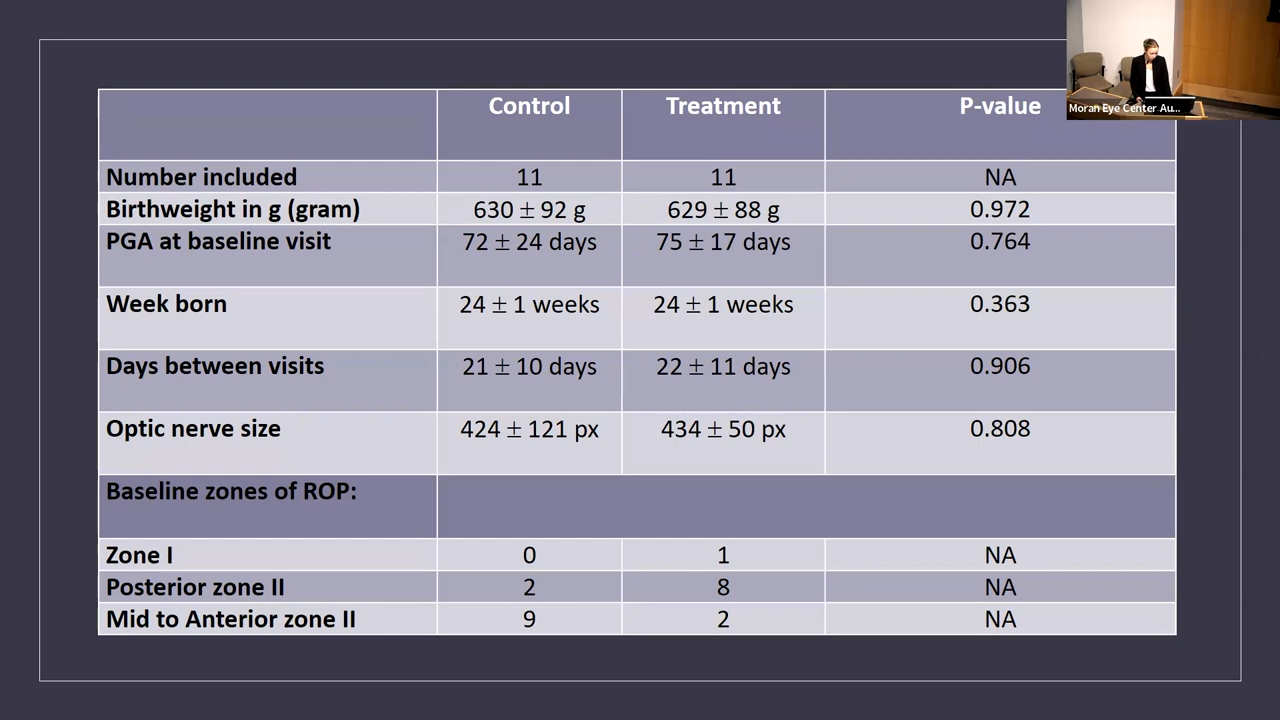 Control Treatment P-value
Moran Eye Center Au...
Number included 11 11 NA
Birthweight in g (gram) 630 ± 92 g 629 ± 88 g 0.972
PGA at baseline visit 72 ± 24 days 75 ± 17 days 0.764
Week born 24 ± 1 weeks 24 ± 1 weeks 0.363
Days between visits 21 ± 10 days 22 ± 11 days 0.906
Optic nerve size 424 ± 121 px 434 ± 50 px 0.808
Baseline zones of ROP:
Zone I 0 1 NA
Posterior zone II 2 8 NA
Mid to Anterior zone II 9 2 NA